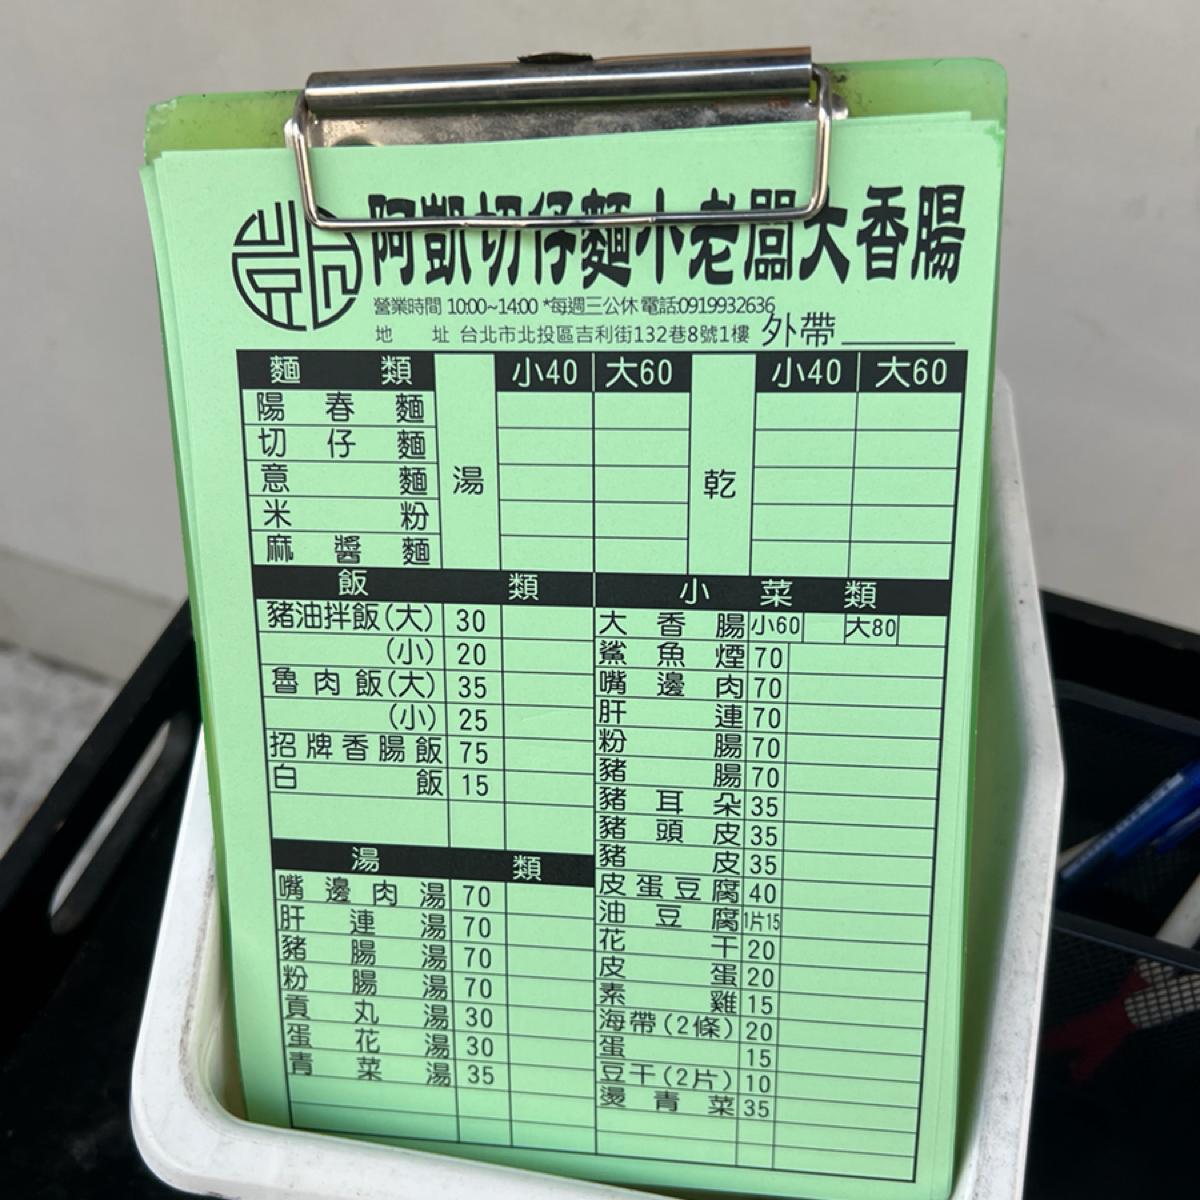 阿凱切仔麵小老闆大香腸
營業時間 10:00~14:00 *每週三公休 電話:0919932636
地址 台北市北投區吉利街132巷8號1樓 外帶
麵類 小40 大60 小40 大60
陽春麵
切仔麵
意麵 湯 乾
米粉
麻醬麵
飯類
豬油拌飯(大) 30
(小) 20
魯肉飯(大) 35
(小) 25
招牌香腸飯 75
白飯 15
湯類
嘴邊肉湯 70
肝連湯 70
豬腸湯 70
粉腸湯 70
貢丸湯 30
蛋花湯 30
青菜湯 35
小菜類
大香腸 小60 大80
鯊魚煙 70
嘴邊肉 70
肝連 70
粉腸 70
豬腸 70
豬耳朵 35
豬頭皮 35
豬皮 35
皮蛋豆腐 40
油豆腐 1片15
花干 20
皮蛋 20
素雞 15
海帶(2條) 20
蛋 15
豆干(2片) 10
燙青菜 35